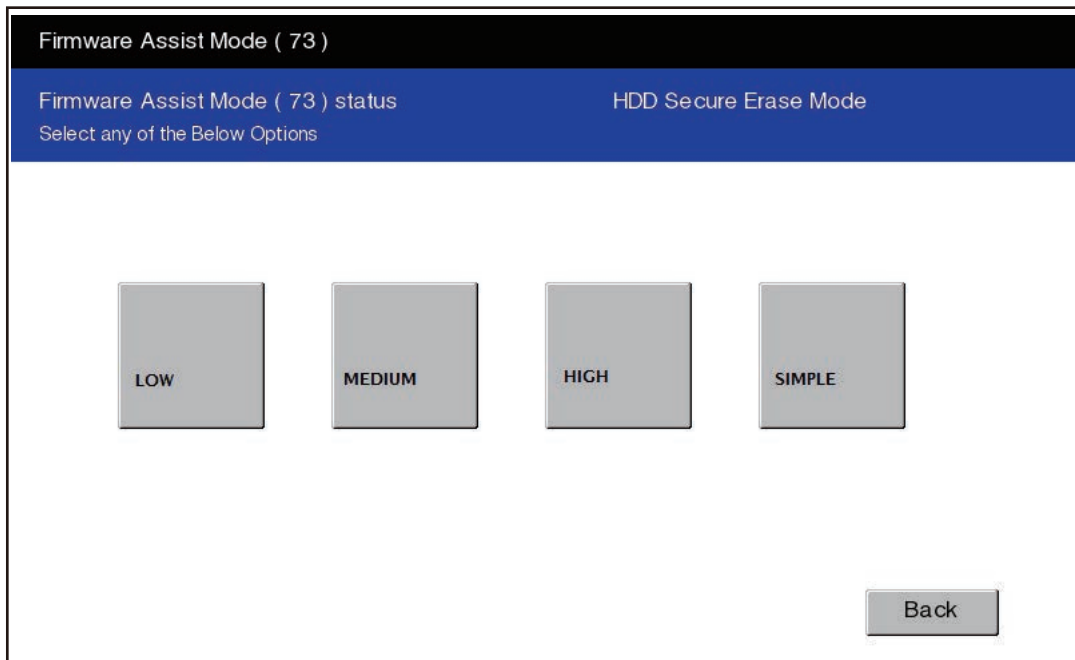 Firmware Assist Mode ( 73 )
Firmware Assist Mode ( 73 ) status
HDD Secure Erase Mode
Select any of the Below Options
LOW
MEDIUM
HIGH
SIMPLE
Back